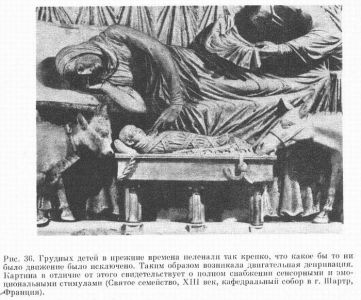 Рис. 36. Грудных детей в прежние времена пеленали так крепко, что какое бы то ни
было движение было исключено. Таким образом возникала двигательная депривация.
Картина в отличие от этого свидетельствует о полном снабжении сенсорными и эмо-
циональными стимулами (Святое семейство, XIII век, кафедральный собор в г. Шартр,
Франция).